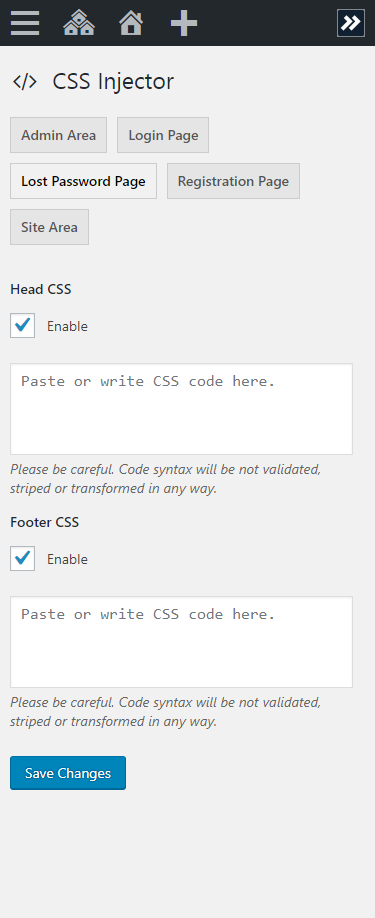 </> CSS Injector
Admin Area Login Page
Lost Password Page Registration Page
Site Area
Head CSS
Enable
Paste or write CSS code here.
Please be careful. Code syntax will be not validated,
striped or transformed in any way.
Footer CSS
Enable
Paste or write CSS code here.
Please be careful. Code syntax will be not validated,
striped or transformed in any way.
Save Changes